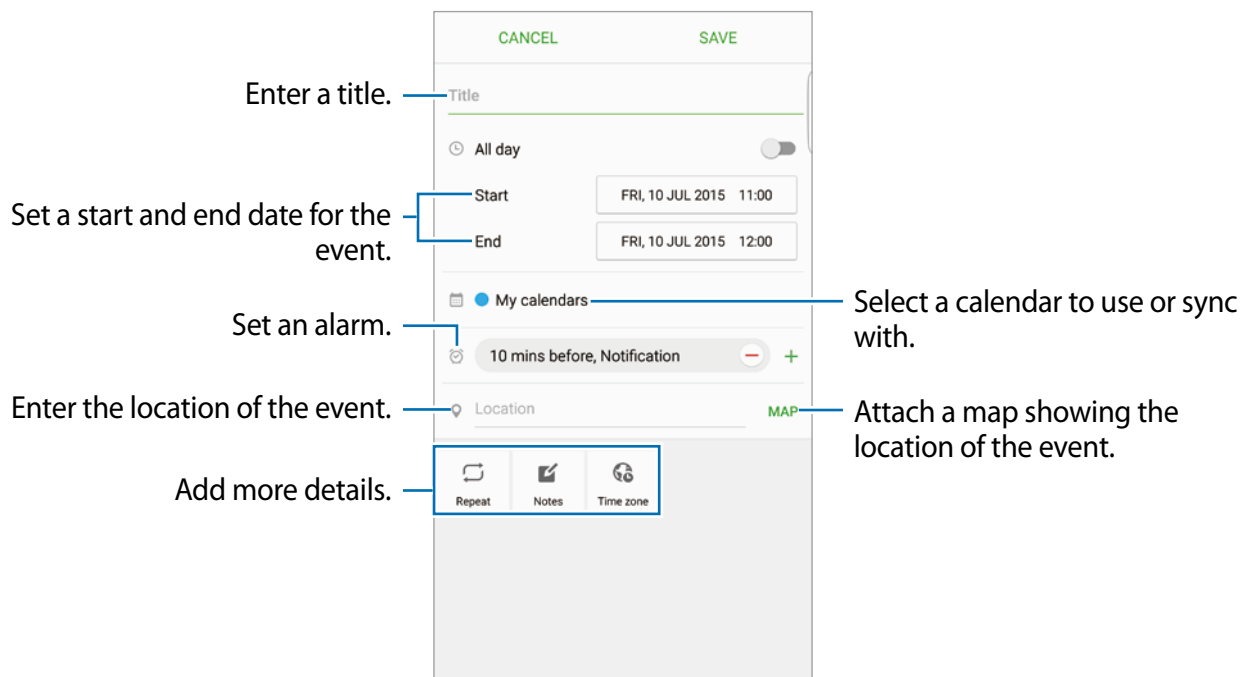 CANCEL SAVE
Enter a title.
Title
All day
Start FRI, 10 JUL 2015 11:00
Set a start and end date for the
event.
End FRI, 10 JUL 2015 12:00
My calendars
Select a calendar to use or sync
with.
Set an alarm.
10 mins before, Notification
Enter the location of the event.
Location MAP
Attach a map showing the
location of the event.
Add more details.
Repeat Notes Time zone